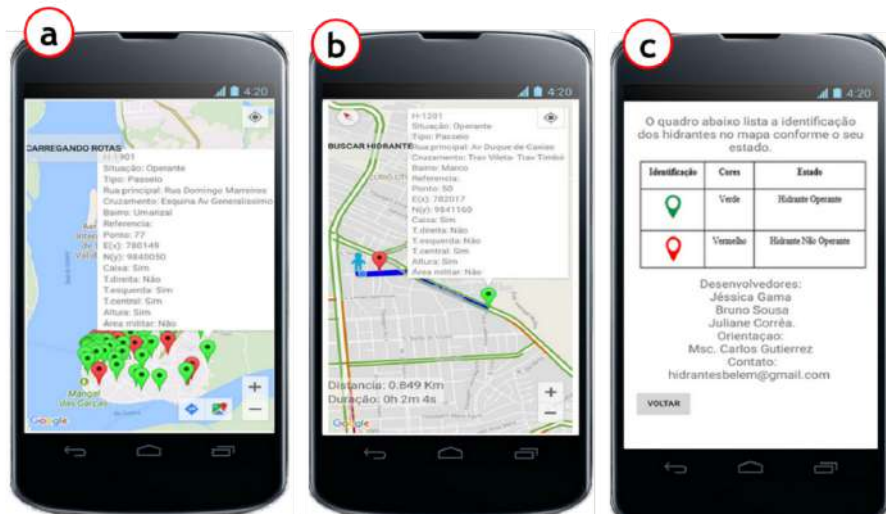 a
4:20
CARREGANDO ROTAS
H-1901
Situação: Operante
Tipo: Passeio
Rua principal: Rua Domingo Marreiros
Cruzamento: Esquina Av Generalissimo
Bairro: Umarizal
Referencia:
Ponto: 77
E(x): 780149
N(y): 9840050
Caixa: Sim
T.direita: Não
T.esquerda: Sim
T.central: Sim
Altura: Sim
Área militar: Não
Mangal
das Garças
Google
b
4:20
BUSCAR HIDRANTE
H-1201
Situação: Operante
Tipo: Passeio
Rua principal: Av Duque de Caxias
Cruzamento: Trav Vileta- Trav Timbó
Bairro: Marco
Referencia:
Ponto: 50
E(x): 782017
N(y): 9841160
Caixa: Sim
T.direita: Não
T.esquerda: Não
T.central: Sim
Altura: Sim
Área militar: Não
Distancia: 0.849 Km
Duração: 0h 2m 4s
Google
c
4:20
O quadro abaixo lista a identificação
dos hidrantes no mapa conforme o seu
estado.
Identificação Cores Estado
Verde Hidrante Operante
Vermelho Hidrante Não Operante
Desenvolvedores:
Jéssica Gama
Bruno Sousa
Juliane Corrêa.
Orientaçao:
Msc. Carlos Gutierrez
Contato:
hidrantesbelem@gmail.com
VOLTAR